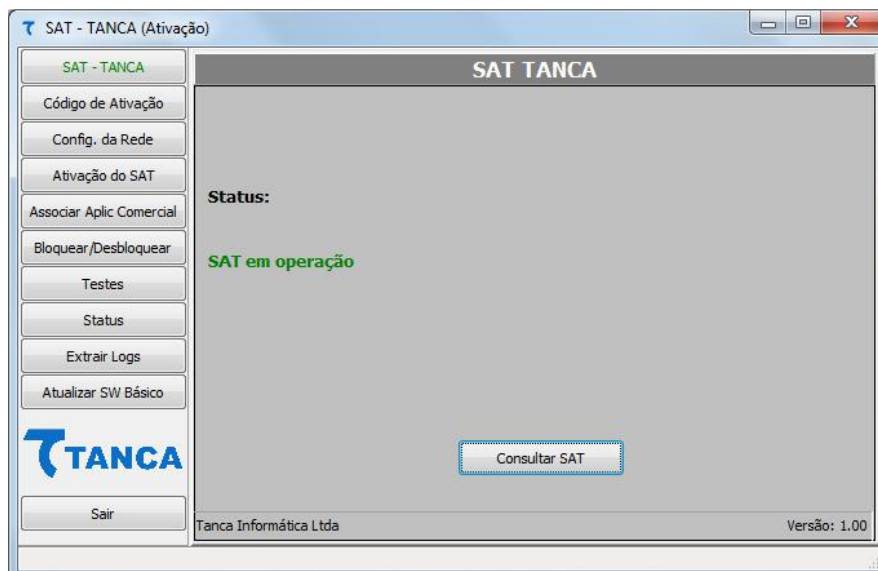 SAT - TANCA (Ativação)
SAT - TANCA
Código de Ativação
Config. da Rede
Ativação do SAT
Associar Aplic Comercial
Bloquear/Desbloquear
Testes
Status
Extrair Logs
Atualizar SW Básico
TANCA
Sair
SAT TANCA
Status:
SAT em operação
Consultar SAT
Tanca Informática Ltda
Versão: 1.00